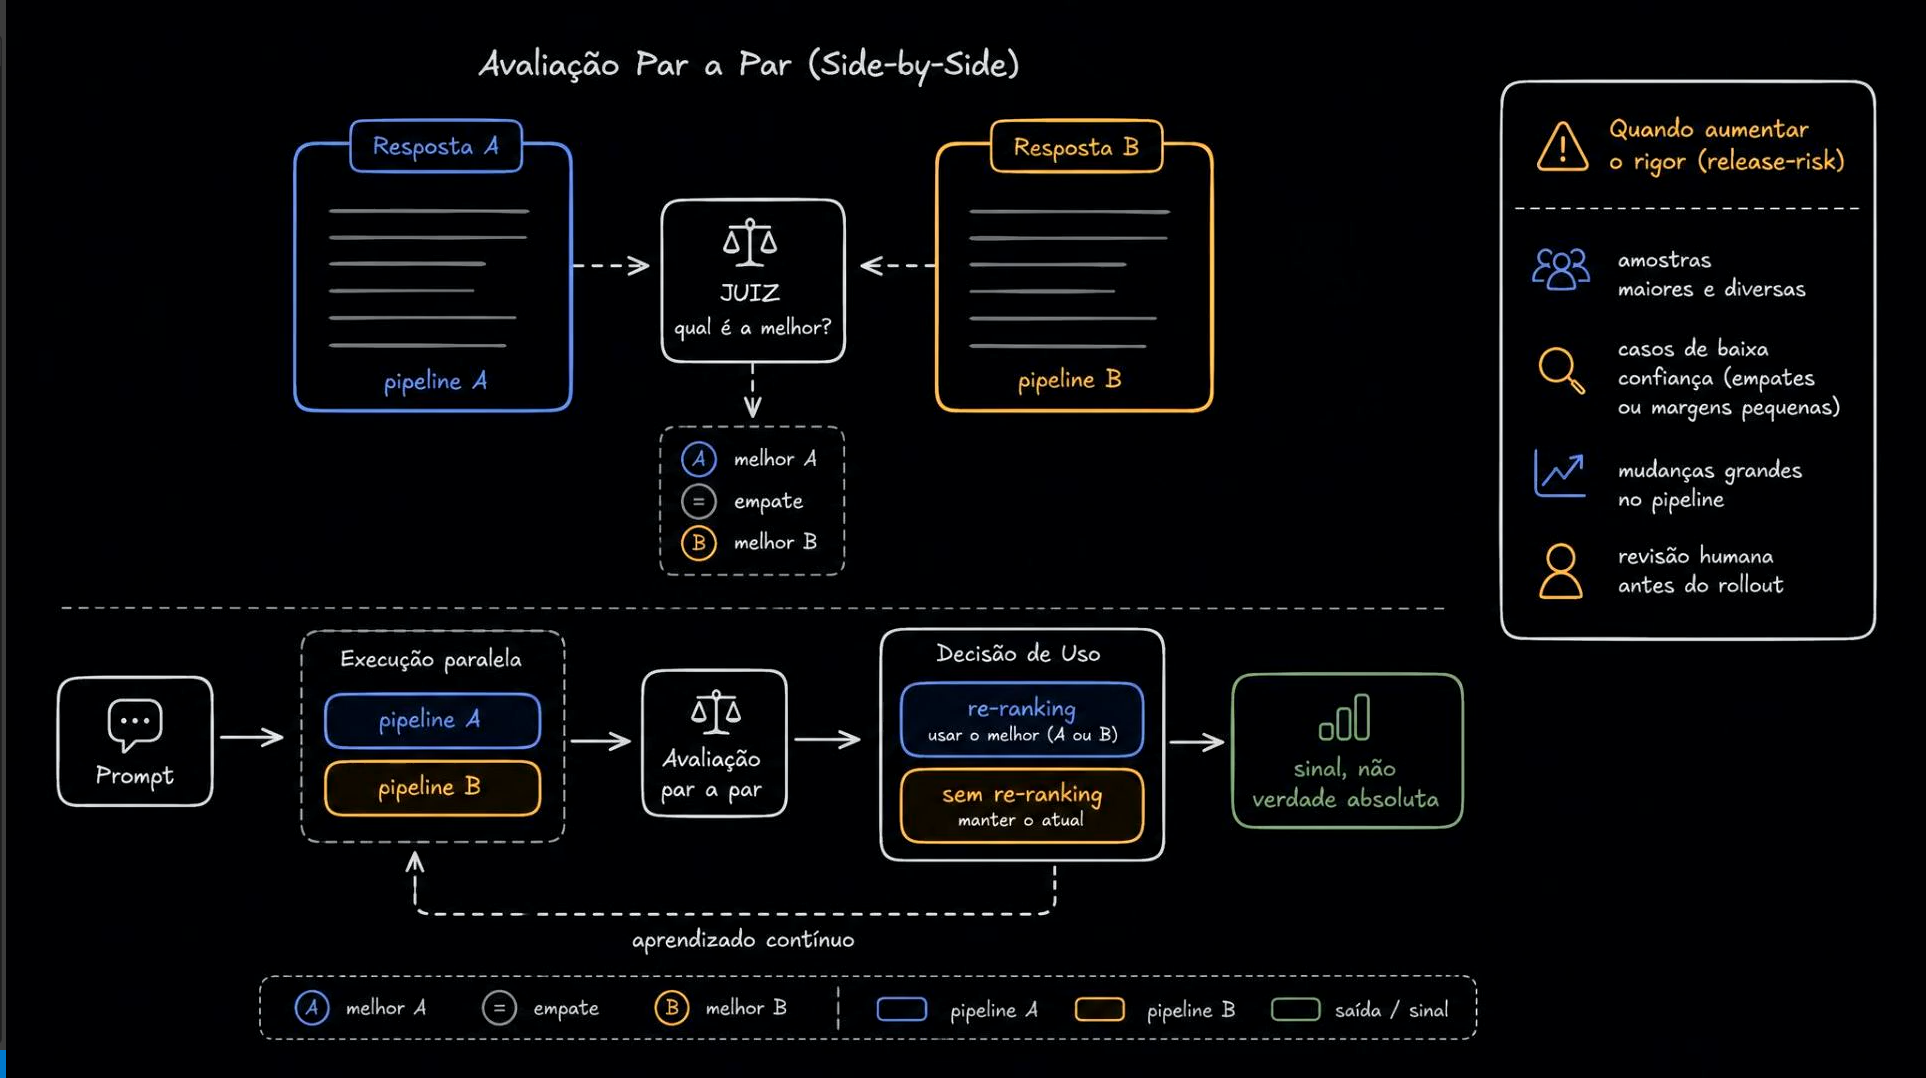 Avaliação Par a Par (Side-by-Side)
Resposta A
pipeline A
JUIZ
qual é a melhor?
Resposta B
pipeline B
A melhor A
= empate
B melhor B
Quando aumentar
o rigor (release-risk)
amostras
maiores e diversas
casos de baixa
confiança (empates
ou margens pequenas)
mudanças grandes
no pipeline
revisão humana
antes do rollout
Prompt
Execução paralela
pipeline A
pipeline B
Avaliação
par a par
Decisão de Uso
re-ranking
usar o melhor (A ou B)
sem re-ranking
manter o atual
sinal, não
verdade absoluta
aprendizado contínuo
A melhor A = empate B melhor B pipeline A pipeline B saída / sinal